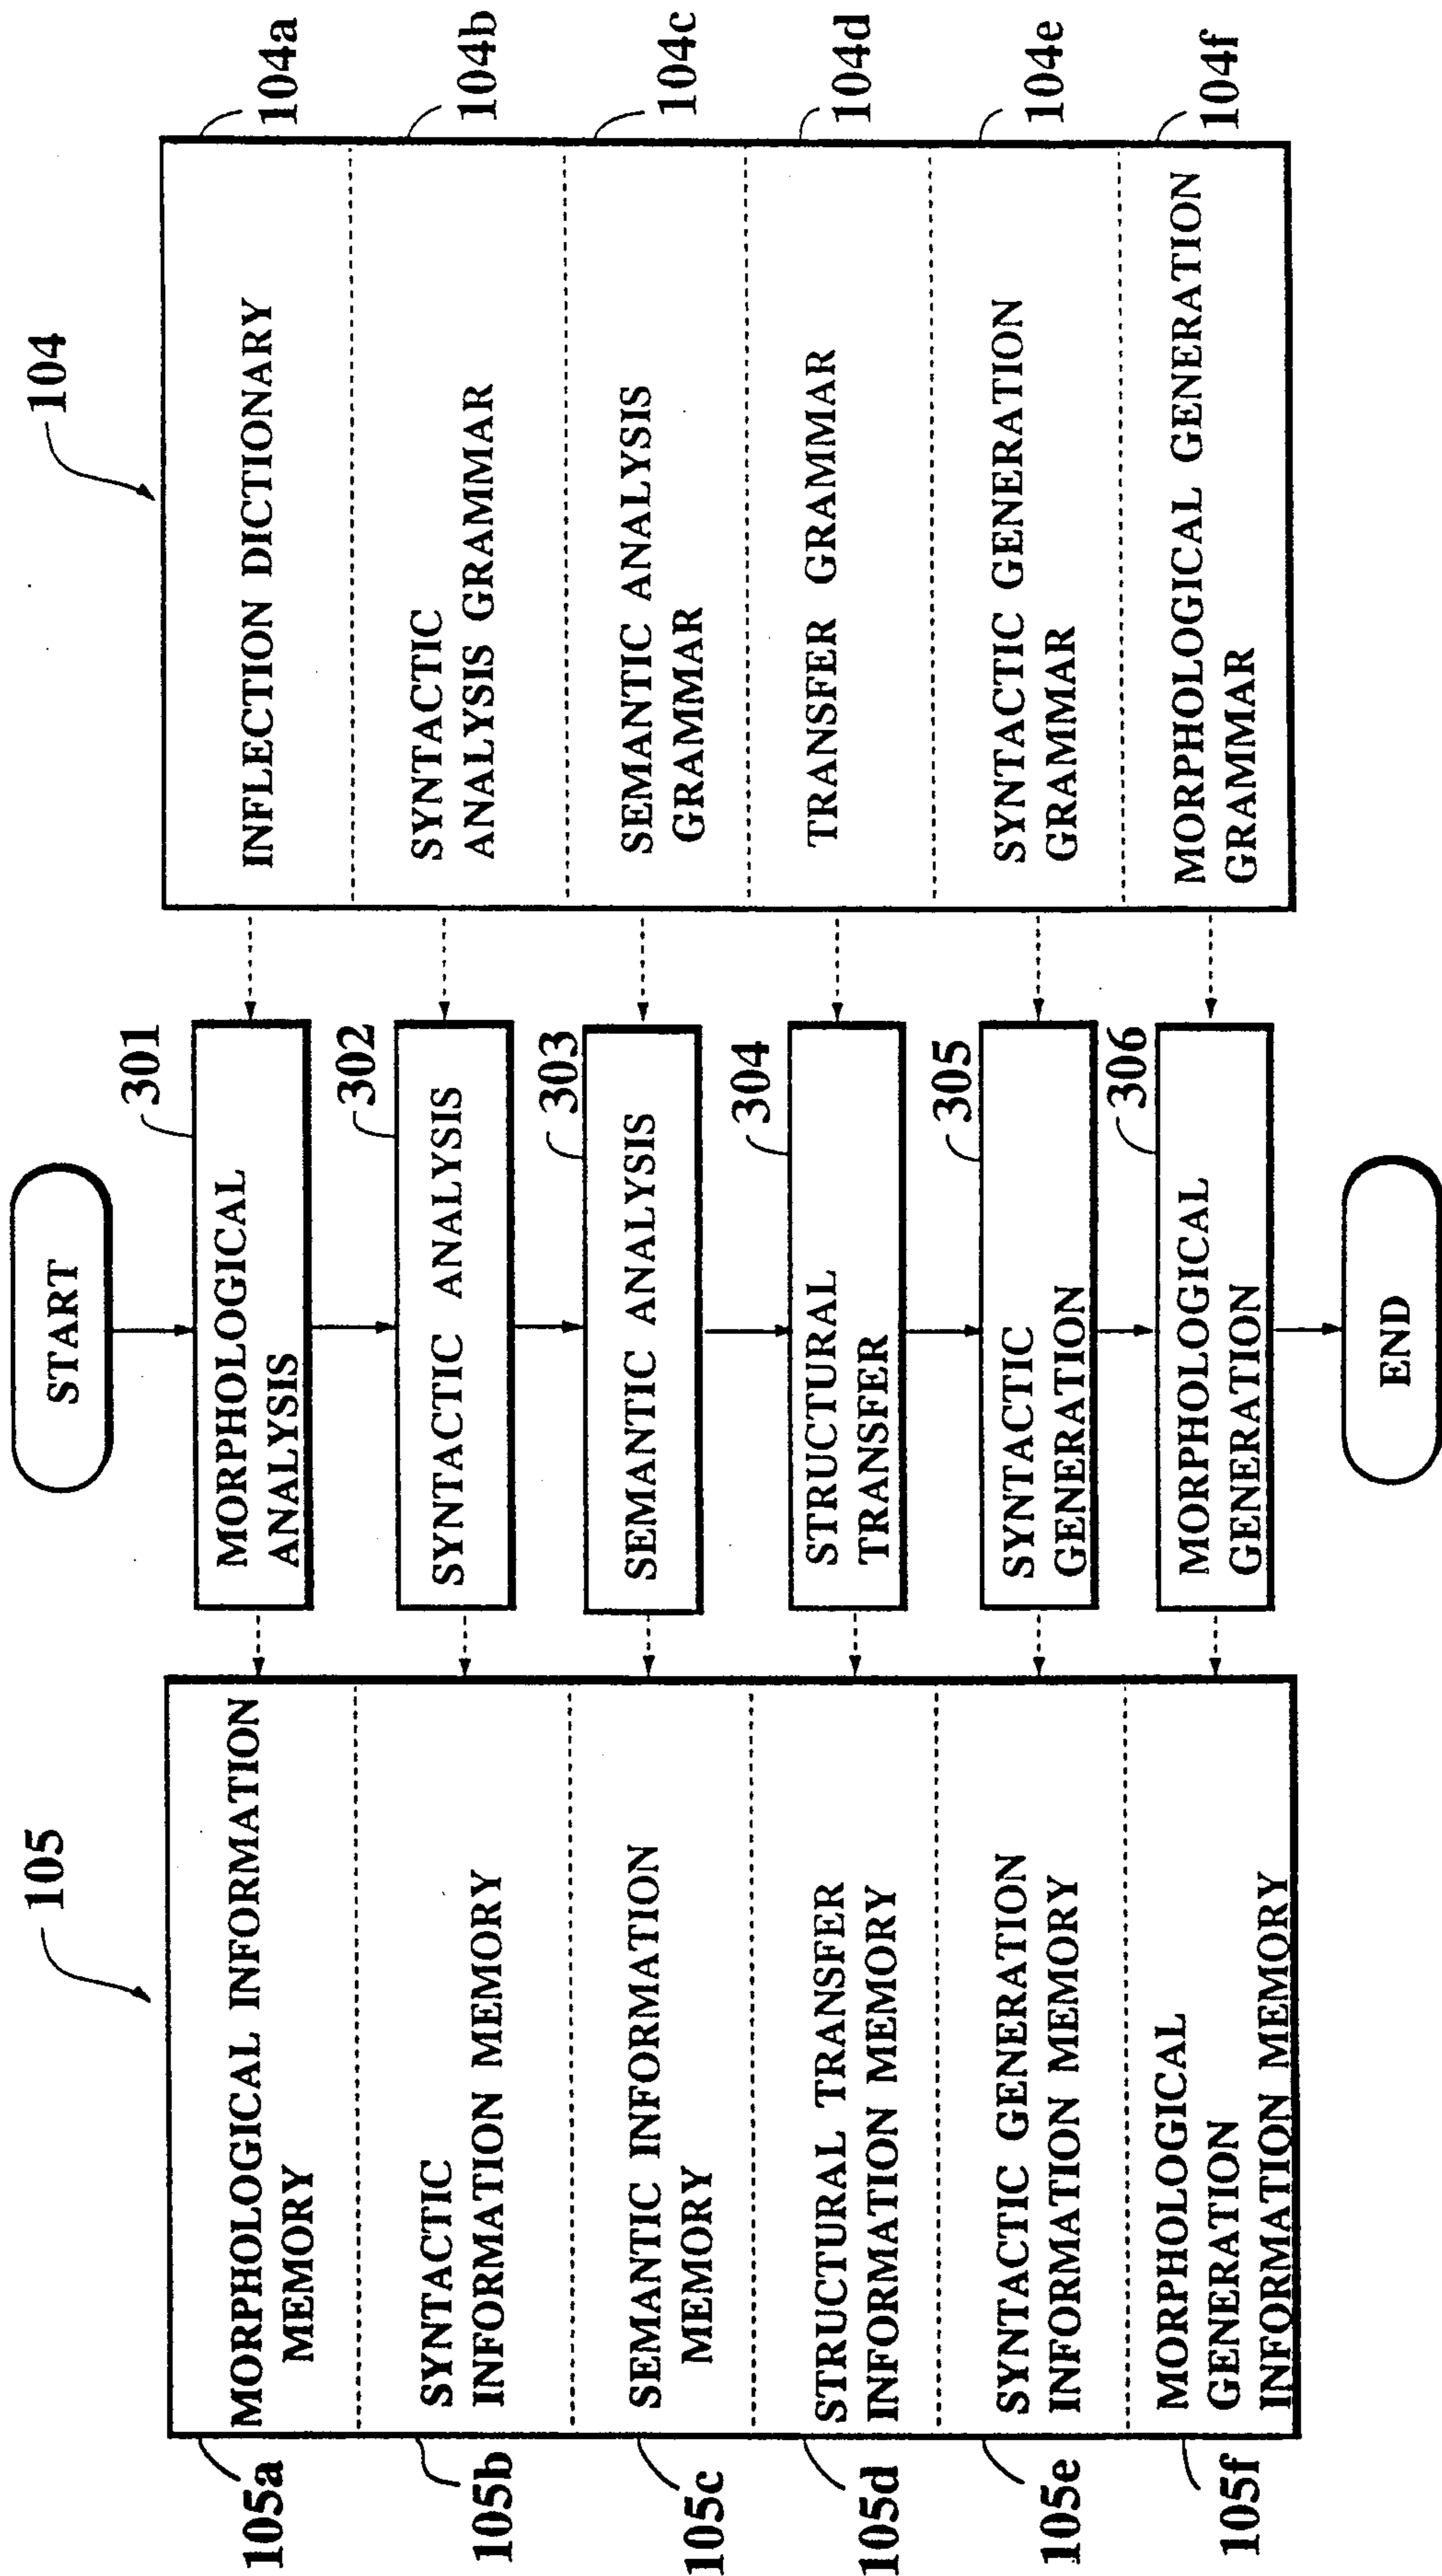 105
104
START
105a
MORPHOLOGICAL INFORMATION
MEMORY
301
MORPHOLOGICAL
ANALYSIS
INFLECTION DICTIONARY
104a
105b
SYNTACTIC
INFORMATION MEMORY
302
SYNTACTIC ANALYSIS
SYNTACTIC
ANALYSIS GRAMMAR
104b
105c
SEMANTIC INFORMATION
MEMORY
303
SEMANTIC ANALYSIS
SEMANTIC ANALYSIS
GRAMMAR
104c
105d
STRUCTURAL TRANSFER
INFORMATION MEMORY
304
STRUCTURAL
TRANSFER
TRANSFER GRAMMAR
104d
105e
SYNTACTIC GENERATION
INFORMATION MEMORY
305
SYNTACTIC
GENERATION
SYNTACTIC GENERATION
GRAMMAR
104e
105f
MORPHOLOGICAL
GENERATION
INFORMATION MEMORY
306
MORPHOLOGICAL
GENERATION
MORPHOLOGICAL GENERATION
GRAMMAR
104f
END